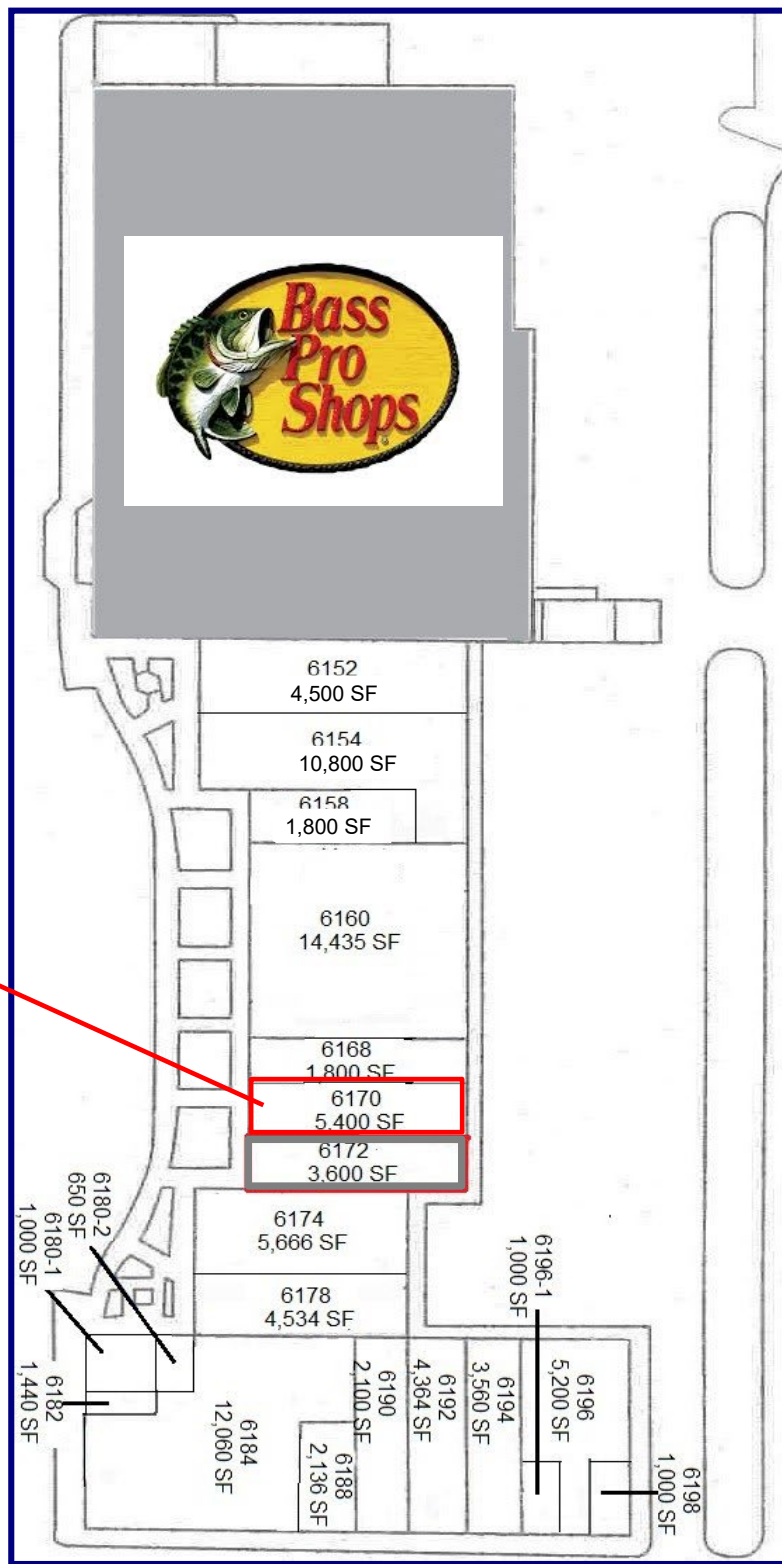 Bass
Pro
Shops
6152
4,500 SF
6154
10,800 SF
6158
1,800 SF
6160
14,435 SF
6168
1,800 SF
6170
5,400 SF
6172
3,600 SF
6174
5,666 SF
6178
4,534 SF
6180-2
650 SF
6180-1
1,000 SF
6182
1,440 SF
6184
12,060 SF
6188
2,136 SF
6190
2,100 SF
6192
4,364 SF
6194
3,560 SF
6196-1
1,000 SF
6196
5,200 SF
6198
1,000 SF